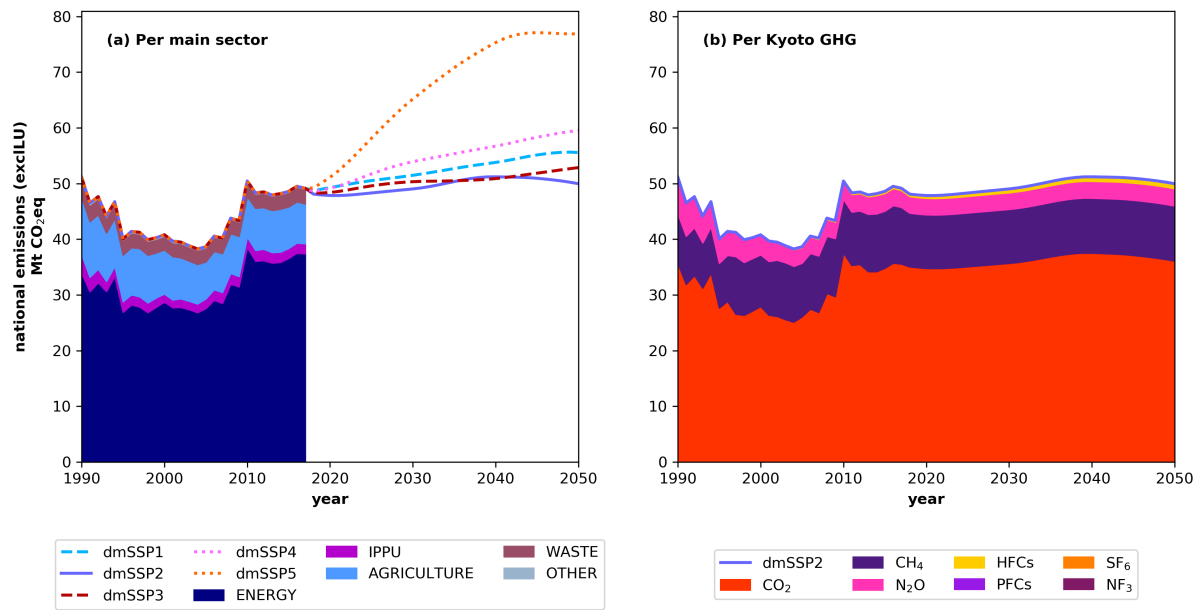 (a) Per main sector
national emissions (exclLU)
Mt CO₂eq
80
70
60
50
40
30
20
10
0
1990 2000 2010 2020 2030 2040 2050
year
dmSSP1
dmSSP2
dmSSP3
dmSSP4
dmSSP5
ENERGY
IPPU
AGRICULTURE
WASTE
OTHER
(b) Per Kyoto GHG
80
70
60
50
40
30
20
10
0
1990 2000 2010 2020 2030 2040 2050
year
dmSSP2
CO₂
CH₄
N₂O
HFCs
PFCs
SF₆
NF₃